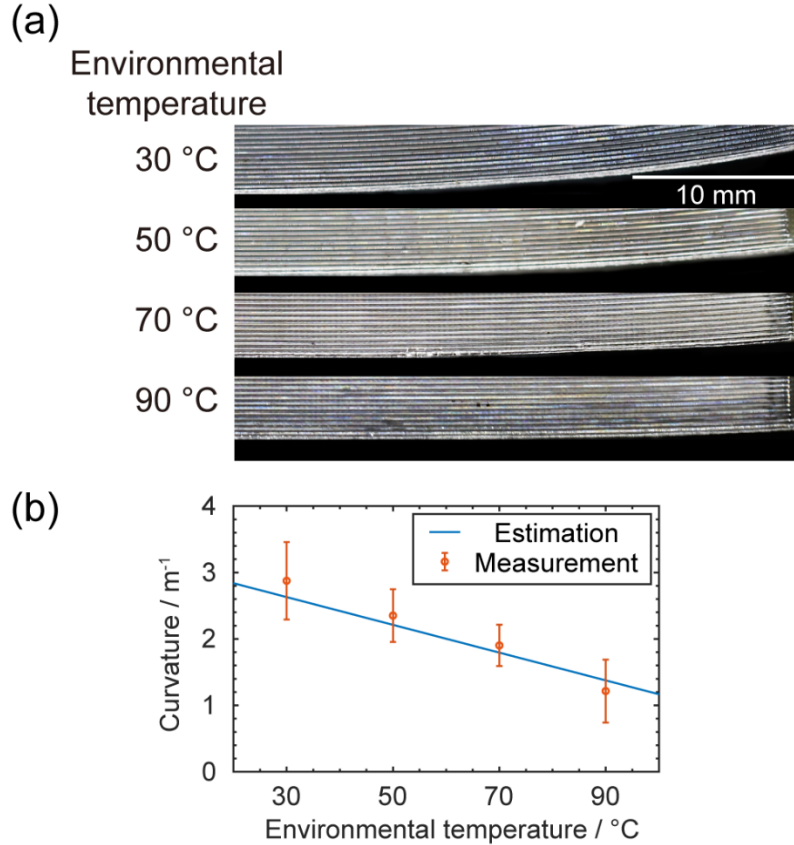 (a)
Environmental
temperature
30 °C
10 mm
50 °C
70 °C
90 °C
(b)
4
3
2
1
0
Curvature / m⁻¹
Estimation
Measurement
30 50 70 90
Environmental temperature / °C